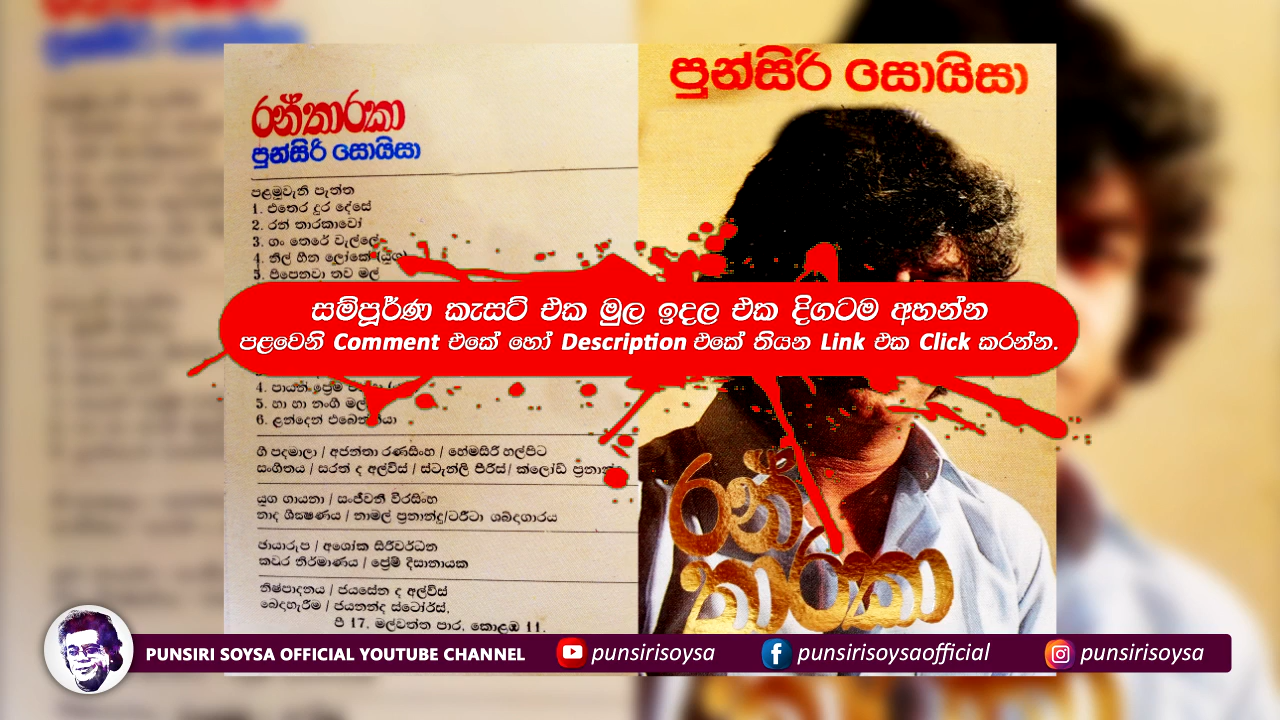 රන්තාරකා
පුන්සිරි සොයිසා
පළමුවැනි පැත්ත
1. එතෙර දුර දේසේ
2. රන් තාරකාවෝ
3. ගං තෙරේ වැල්ලේ
4. නිල් හීන ලෝකේ (යුග)
5. පිපෙනවා තව මල්
4. පායන ප්‍රේම
5. හා හා නංගී මල්
6. ළන්දෙන්
ගී පදමාලා / අජන්තා රණසිංහ / හේමසිරි හල්පිට
සංගීතය / සරත් ද අල්විස් / ස්ටැන්ලි පීරිස් / ක්ලෝඩ් ප්‍රනාන්දු
යුග ගායනා / සංජීවනී වීරසිංහ
නාද ශික්ෂණය / නාමල් ප්‍රනාන්දු/ටරීටා ශබ්දාගාරය
ඡායාරූප / අශෝක සිරිවර්ධන
කවර නිර්මාණය / ප්‍රේම් දිසානායක
නිෂ්පාදනය / ජයසේන ද අල්විස්
බෙදාහැරීම / ජයනන්ද ස්ටෝර්ස්,
පී 17, මල්වත්ත පාර, කොළඹ 11.
පුන්සිරි සොයිසා
රන්
තාරකා
සම්පූර්ණ කැසට් එක මුල ඉදල එක දිගටම අහන්න
පළවෙනි Comment එකේ හෝ Description එකේ තියන Link එක Click කරන්න.
PUNSIRI SOYSA OFFICIAL YOUTUBE CHANNEL
punsirisoysa
punsirisoysaofficial
punsirisoysa